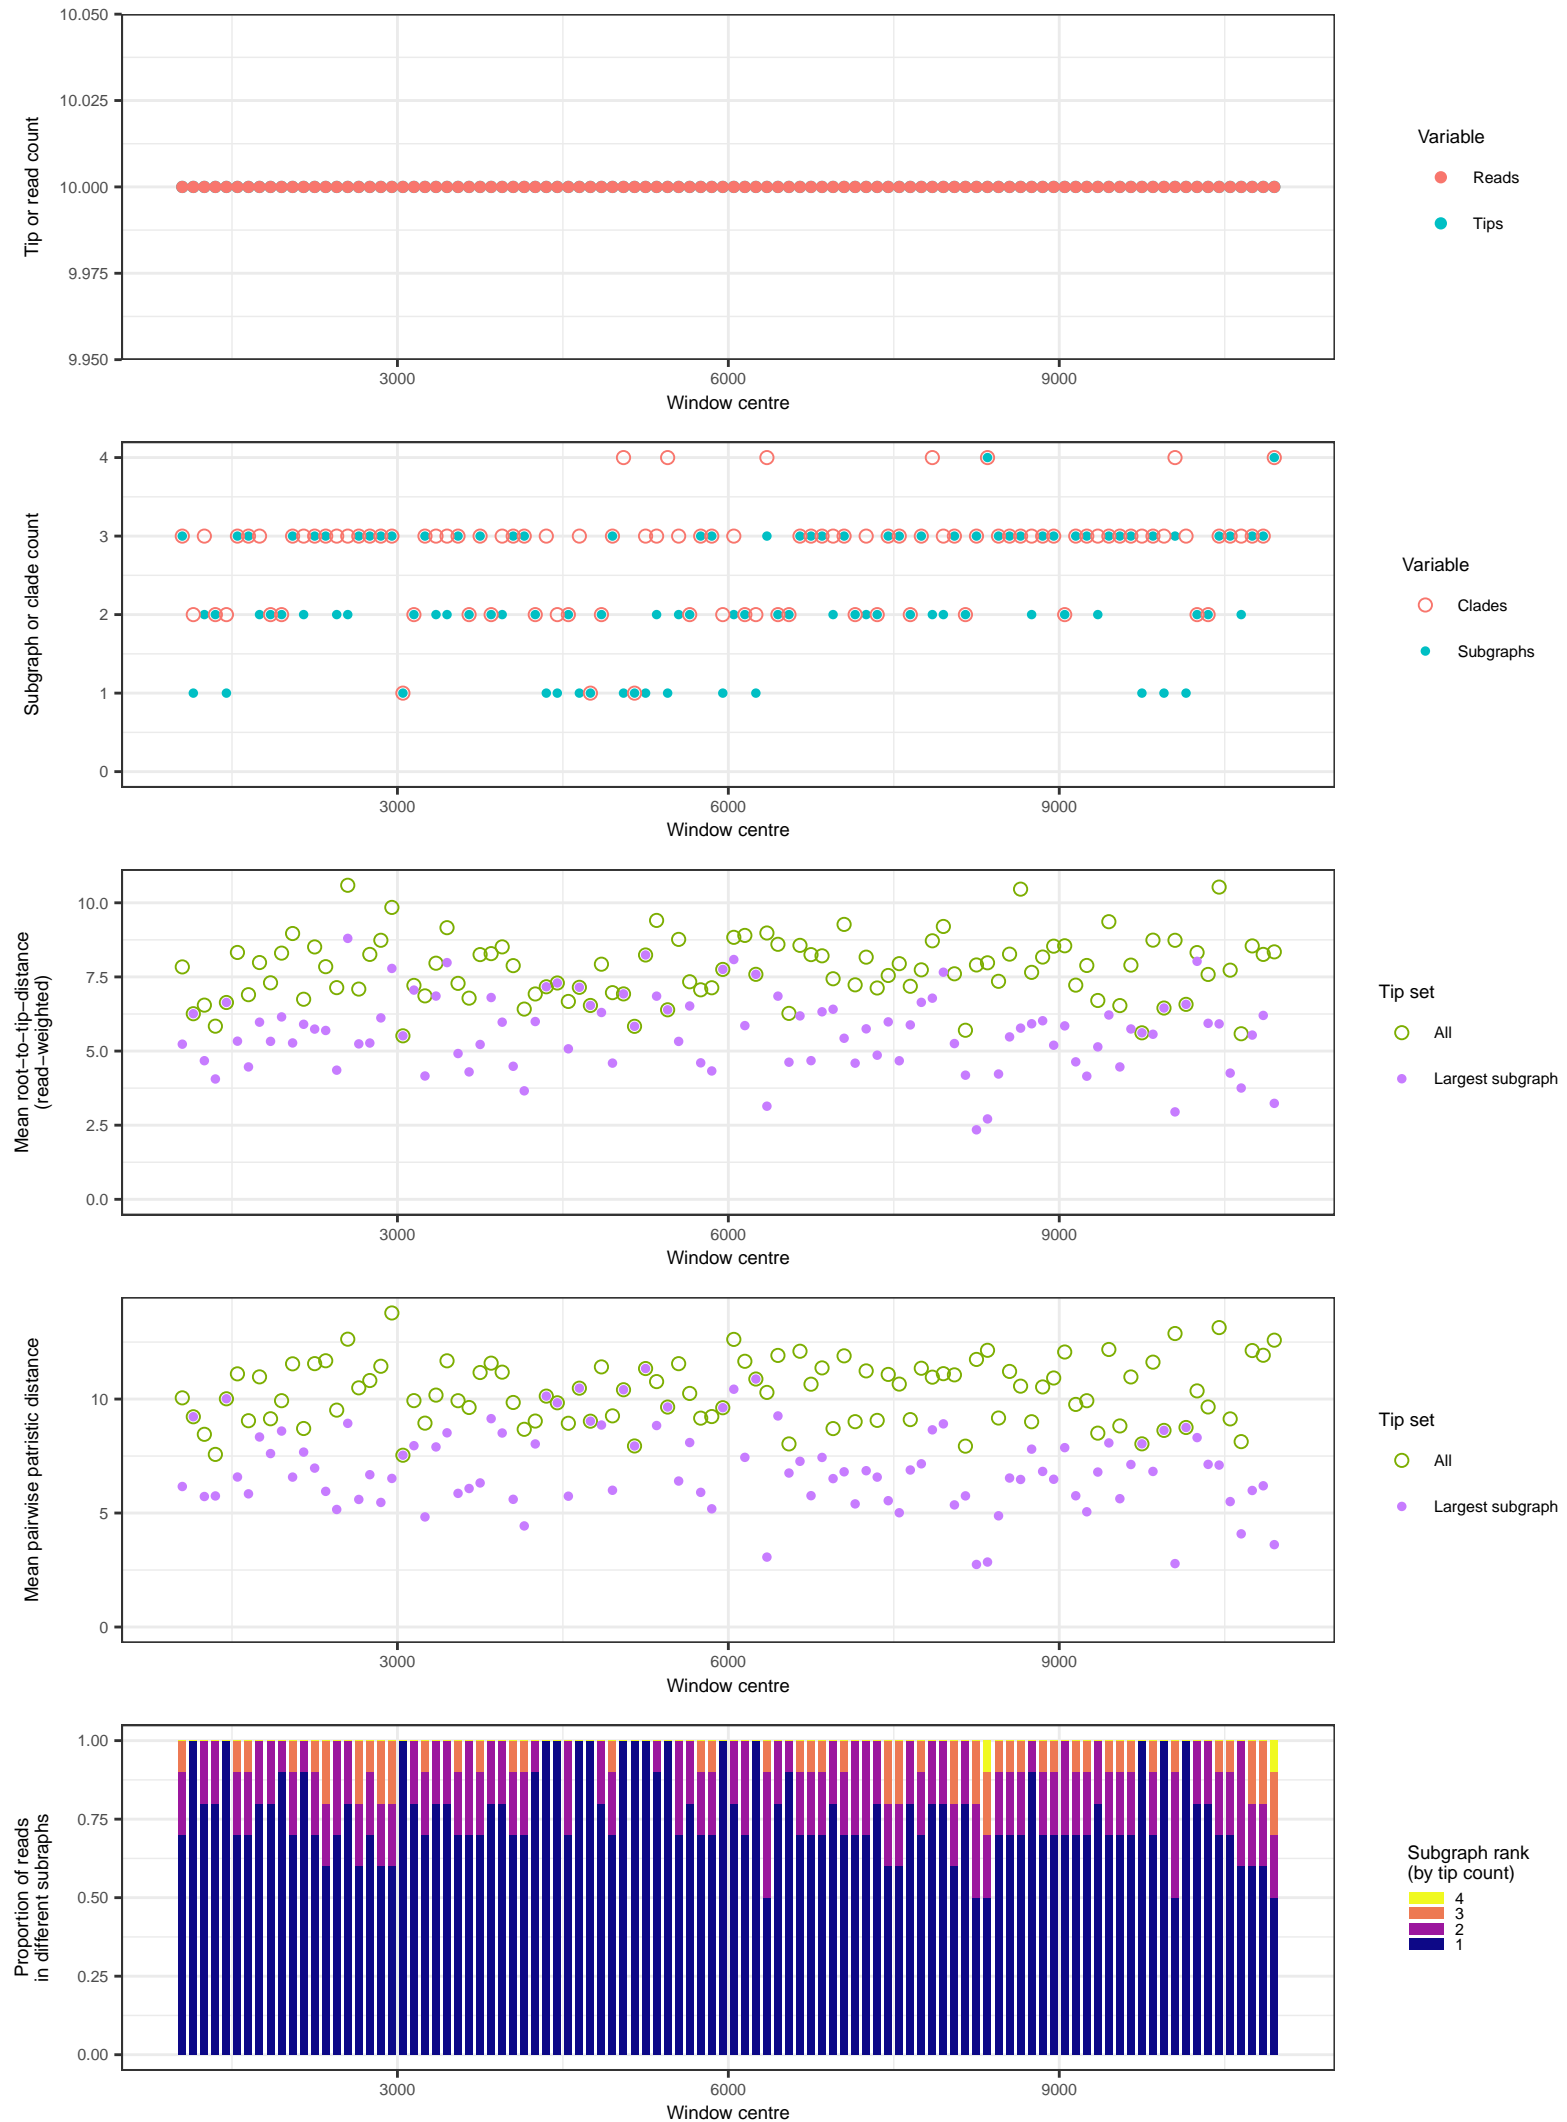 10.050
10.025
10.000
9.975
9.950
Tip or read count
3000 6000 9000
Window centre
Variable
Reads
Tips
4
3
2
1
0
Subgraph or clade count
3000 6000 9000
Window centre
Variable
Clades
Subgraphs
10.0
7.5
5.0
2.5
0.0
Mean root−to−tip−distance
(read−weighted)
3000 6000 9000
Window centre
Tip set
All
Largest subgraph
10
5
0
Mean pairwise patristic distance
3000 6000 9000
Window centre
Tip set
All
Largest subgraph
1.00
0.75
0.50
0.25
0.00
Proportion of reads
in different subraphs
3000 6000 9000
Window centre
Subgraph rank
(by tip count)
4
3
2
1